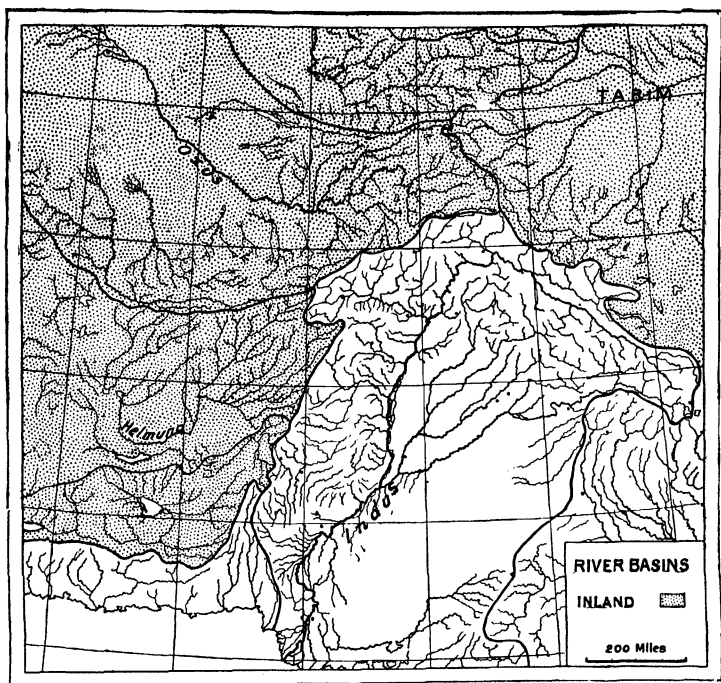 TARIM
Oxus
Helmund
Indus
RIVER BASINS
INLAND
200 Miles